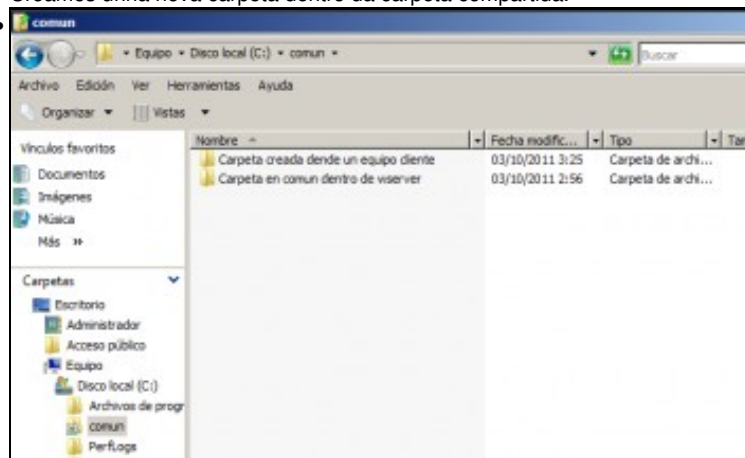 Creamos unha nova carpeta dentro da carpeta compartida.
comun
Equipo Disco local (C:) comun
Buscar
Archivo Edición Ver Herramientas Ayuda
Organizar Vistas
Vínculos favoritos
Documentos
Imágenes
Música
Más »
Carpetas
Escritorio
Administrador
Acceso público
Equipo
Disco local (C:)
Archivos de progr
comun
PerfLogs
Nombre Fecha modific... Tipo Tar
Carpeta creada dende un equipo cliente 03/10/2011 3:25 Carpeta de archi...
Carpeta en comun dentro de wserver 03/10/2011 2:56 Carpeta de archi...